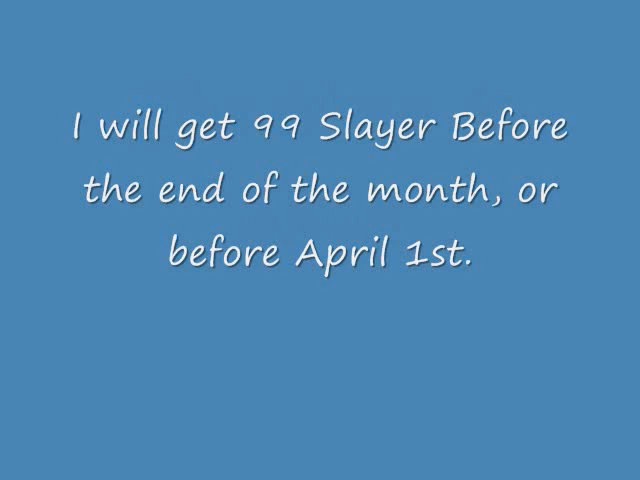 I will get 99 Slayer Before
the end of the month, or
before April 1st.